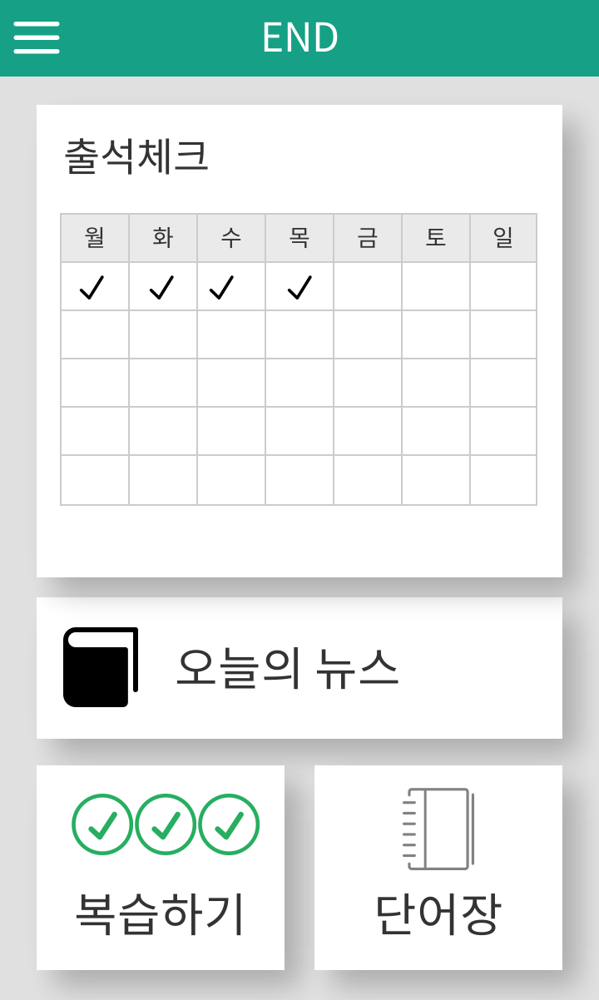 END
출석체크
월 화 수 목 금 토 일
오늘의 뉴스
복습하기
단어장